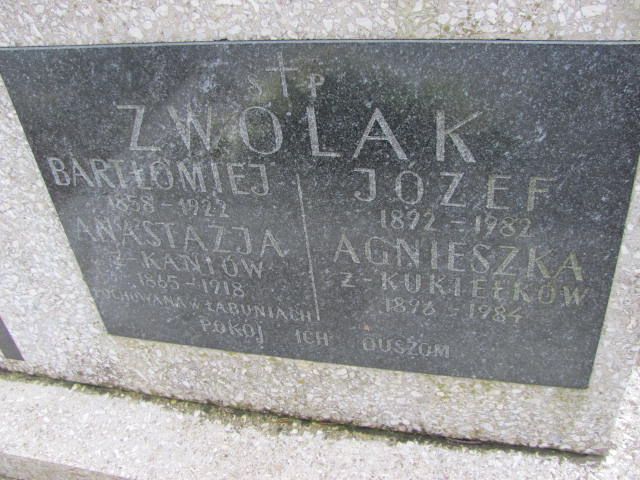 Ś P
ZWOLAK
BARTŁOMIEJ
1858-1922
ANASTAZJA
Z-KANIÓW
1865-1918
POCHOWANA W ŁABUNIACH
JÓZEF
1892-1982
AGNIESZKA
Z-KUKIEŁKÓW
1896-1984
POKÓJ ICH DUSZOM